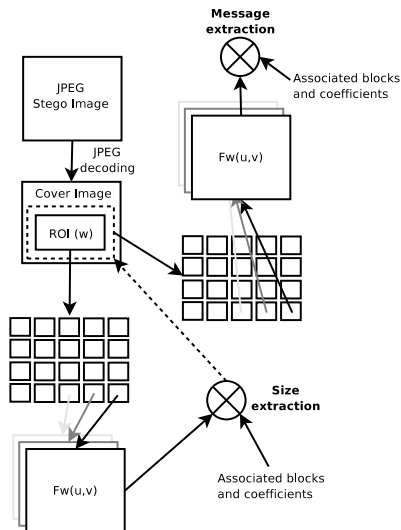 Message
extraction
Associated blocks
and coefficients
JPEG
Stego Image
JPEG
decoding
Fw(u,v)
Cover Image
ROI (w)
Size
extraction
Associated blocks
and coefficients
Fw(u,v)